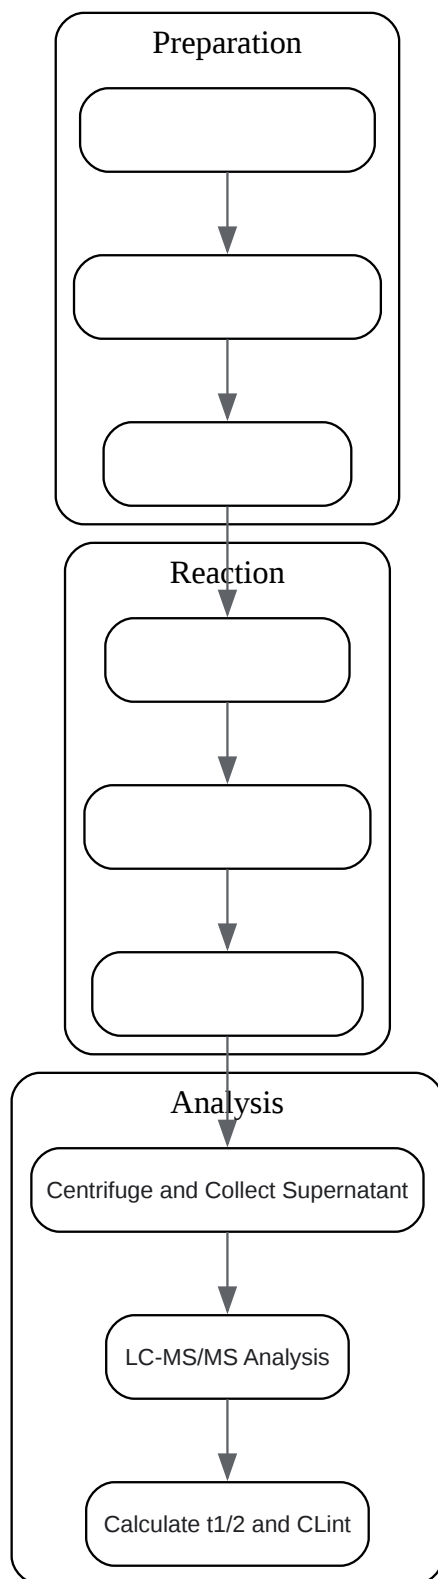 Preparation
Reaction
Analysis
Centrifuge and Collect Supernatant
LC-MS/MS Analysis
Calculate t1/2 and CLint